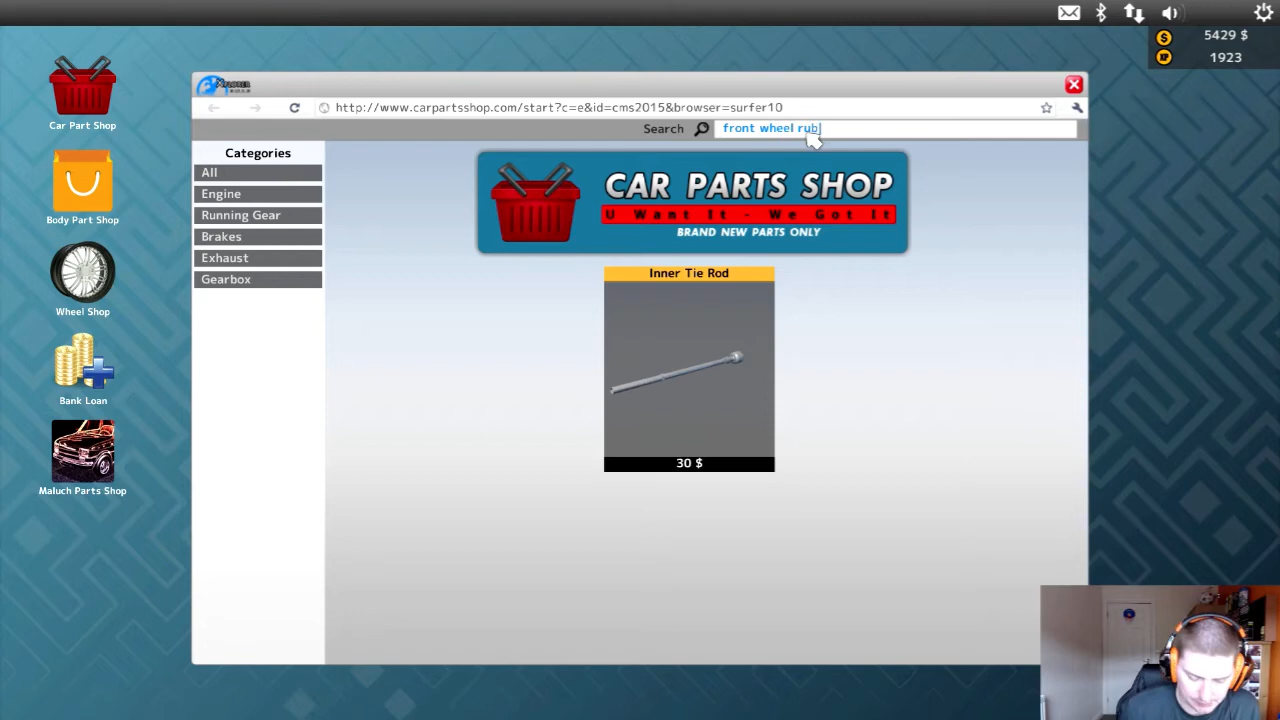 5429 $
1923
Car Part Shop
Body Part Shop
Wheel Shop
Bank Loan
Maluch Parts Shop
http://www.carpartsshop.com/start?c=e&id=cms2015&browser=surfer10
Search
front wheel rub
Categories
All
Engine
Running Gear
Brakes
Exhaust
Gearbox
CAR PARTS SHOP
U Want It - We Got It
BRAND NEW PARTS ONLY
Inner Tie Rod
30 $